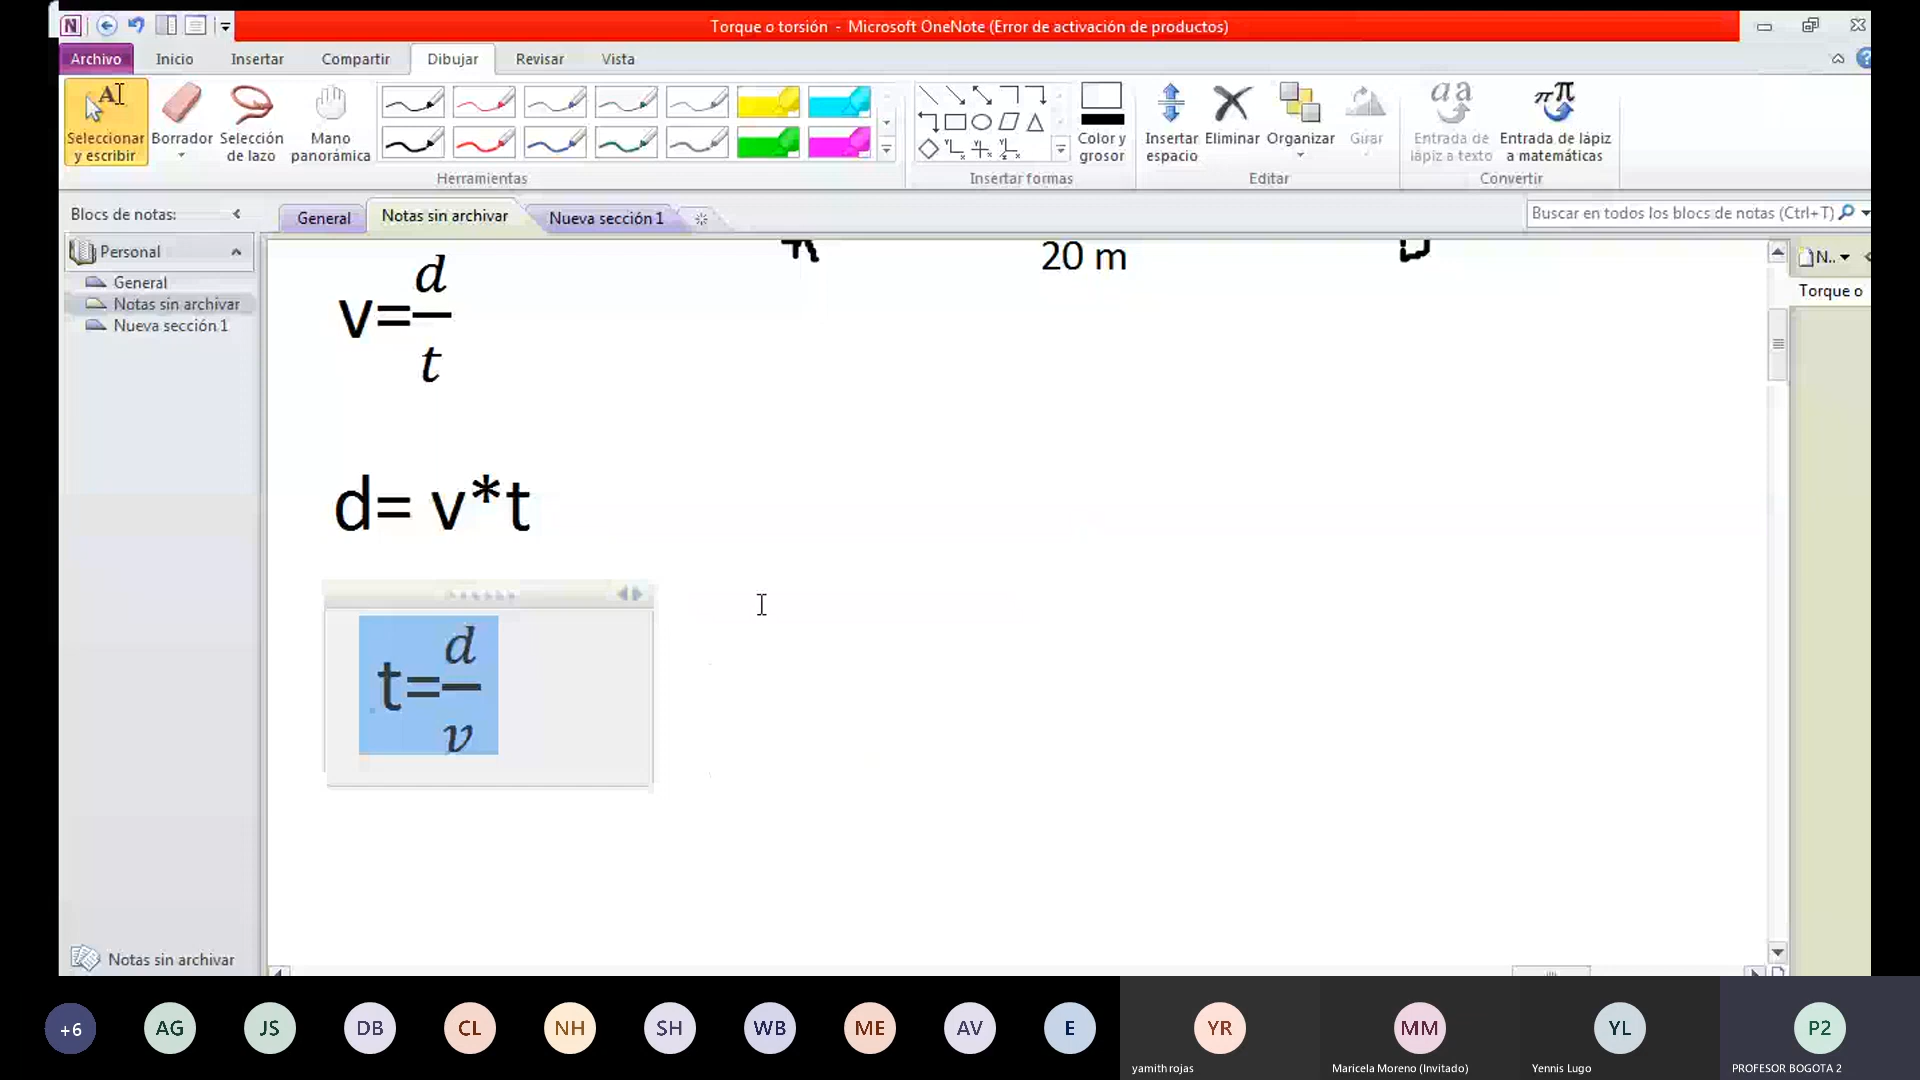 Torque o torsión - Microsoft OneNote (Error de activación de productos)
Archivo Inicio Insertar Compartir Dibujar Revisar Vista
Seleccionar y escribir
Borrador
Selección de lazo
Mano panorámica
Color y grosor
Insertar espacio
Eliminar
Organizar
Girar
Entrada de lápiz a texto
Entrada de lápiz a matemáticas
Herramientas Insertar formas Editar Convertir
Blocs de notas:
General Notas sin archivar Nueva sección 1
Buscar en todos los blocs de notas (Ctrl+T)
Personal
General
Notas sin archivar
Nueva sección 1
N..
Torque o
20 m
v=d/t
d= v*t
t=d/v
Notas sin archivar
+6 AG JS DB CL NH SH WB ME AV E YR MM YL P2
yamith rojas Maricela Moreno (Invitado) Yennis Lugo PROFESOR BOGOTA 2